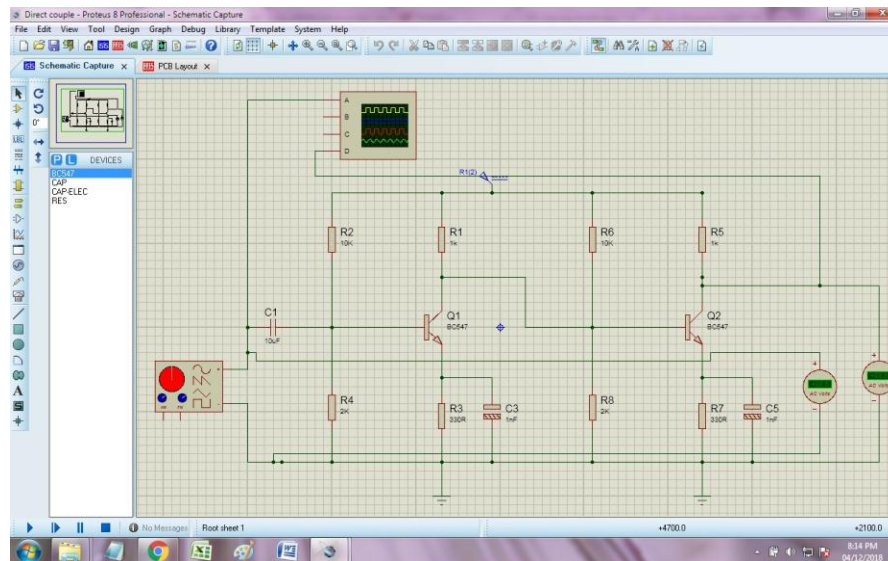 Direct couple - Proteus 8 Professional - Schematic Capture
File Edit View Tool Design Graph Debug Library Template System Help
Schematic Capture x PCB Layout x
0°
P L DEVICES
BC547
CAP
CAP-ELEC
RES
A
B
C
D
R1(2)
R2
10K
R1
1k
R6
10K
R5
1k
C1
10uF
Q1
BC547
Q2
BC547
R4
2K
R3
330R
C3
1nF
R8
2K
R7
330R
C5
1nF
AC Volts
AC Volts
No Messages Root sheet 1 +4700.0 +2100.0
8:14 PM
04/12/2018